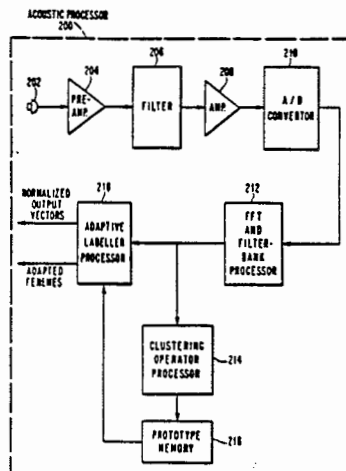 ACOUSTIC PROCESSOR
200
202
204
PRE-
AMP.
206
FILTER
208
AMP.
210
A/D
CONVERTOR
NORMALIZED
OUTPUT
VECTORS
ADAPTED
FENEMES
218
ADAPTIVE
LABELLER
PROCESSOR
212
FFT
AND
FILTER-
BANK
PROCESSOR
CLUSTERING
OPERATOR
PROCESSOR
214
PROTOTYPE
MEMORY
216